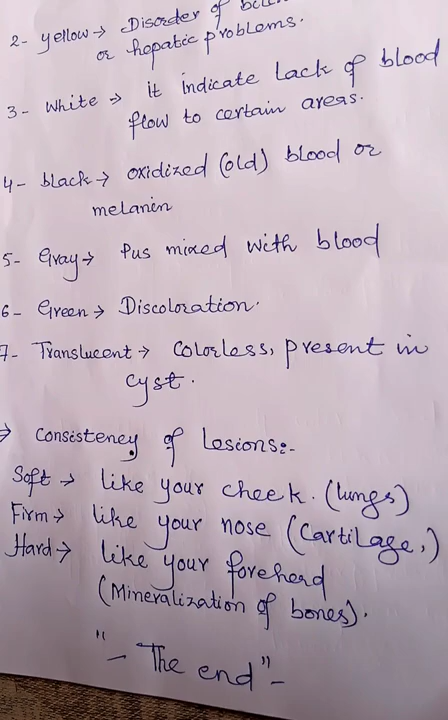 2- yellow → Disorder of
or hepatic problems.
3- White → it indicate Lack of blood
flow to certain areas.
4- black → oxidized (old) blood or
melanin
5- Gray → Pus mixed with blood
6- Green → Discoloration.
7- Translucent → Colorless, present in
cyst.
→ Consistency of Lesions:-
Soft → like your cheek. (lungs)
Firm → like your nose (Cartilage,)
Hard → like your forehead
(Mineralization of bones).
"- The end"-